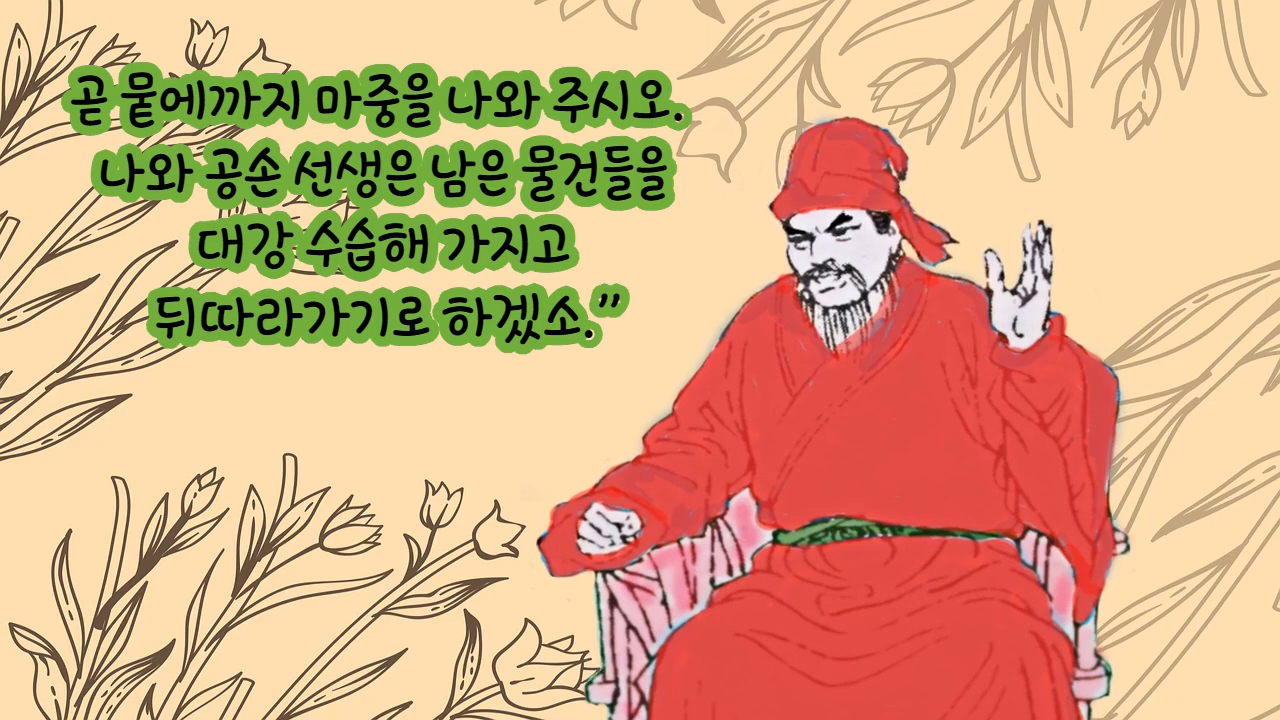 곧 뭍에까지 마중을 나와 주시오.
나와 공손 선생은 남은 물건들을
대강 수습해 가지고
뒤따라가기로 하겠소.”